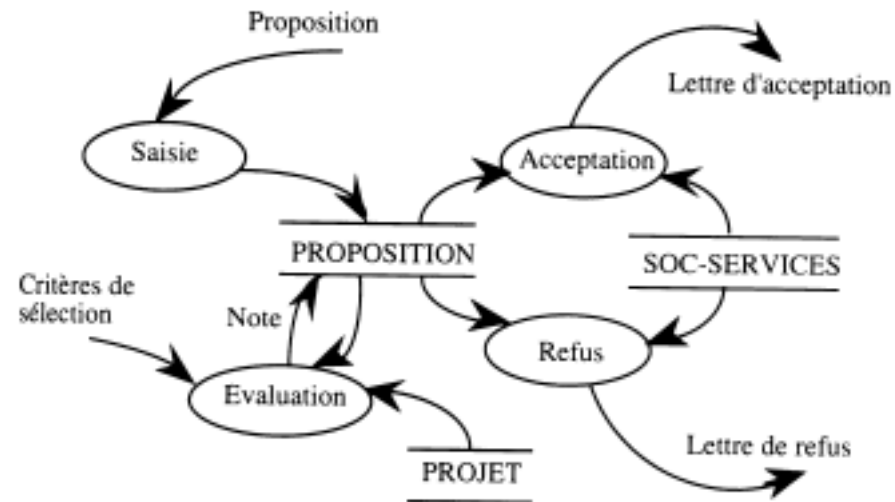 Proposition
Lettre d'acceptation
Saisie
Acceptation
PROPOSITION
SOC-SERVICES
Critères de
sélection
Note
Refus
Evaluation
Lettre de refus
PROJET